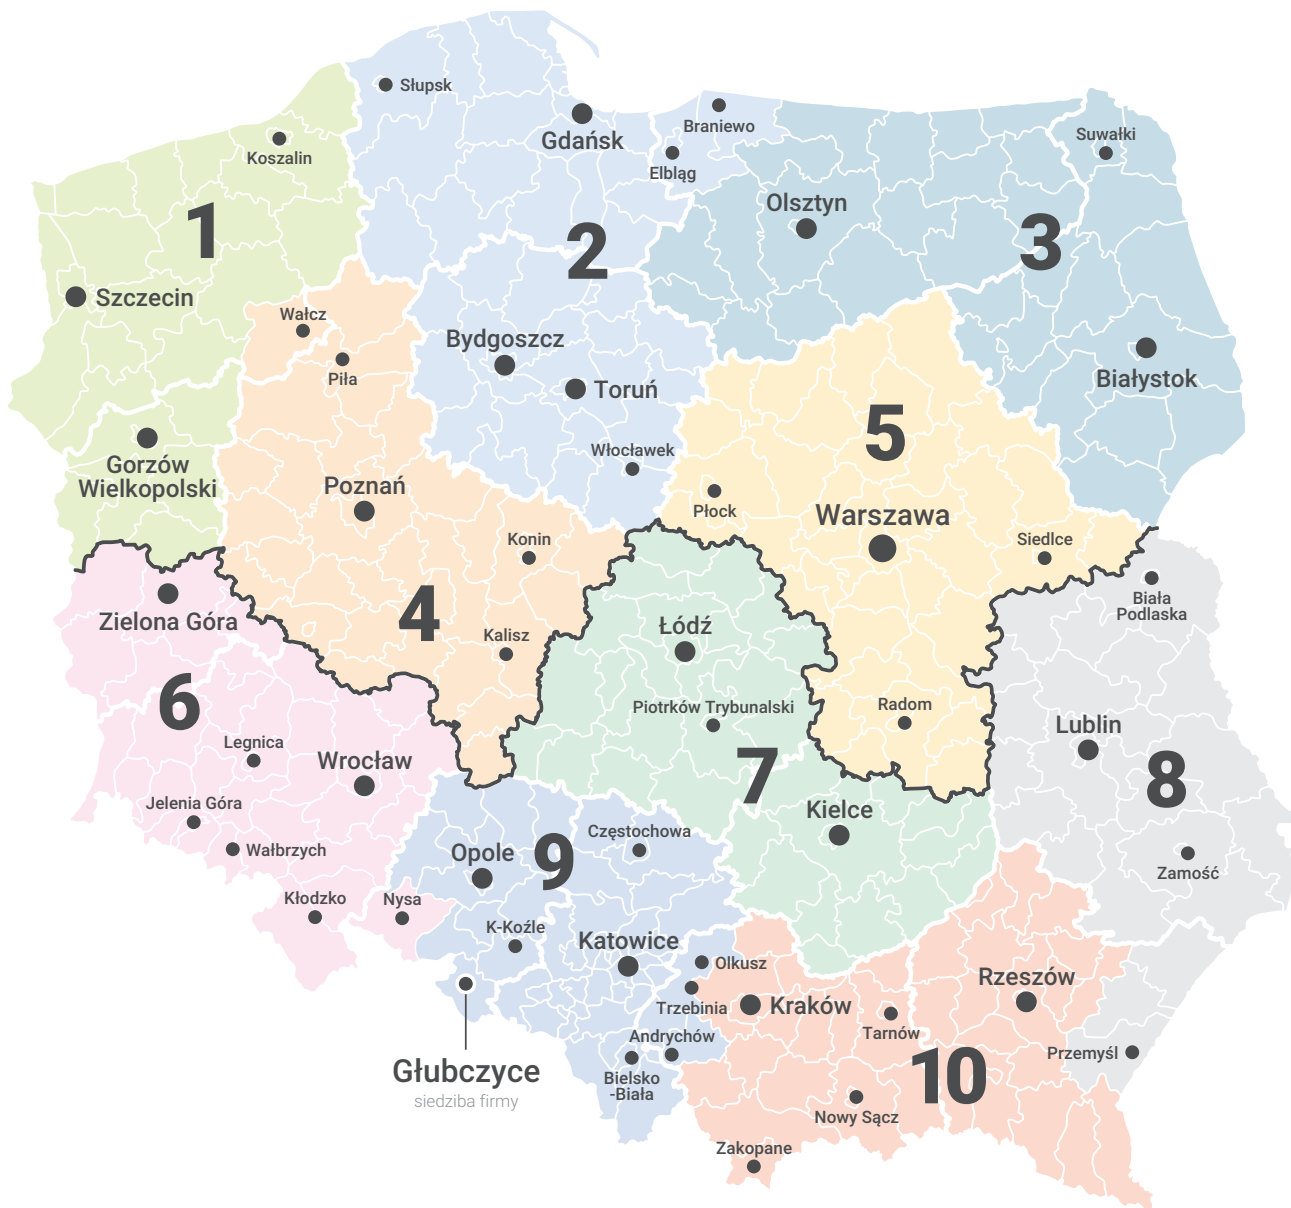 Słupsk
Gdańsk
Braniewo
Elbląg
Suwałki
Koszalin
1
2
Olsztyn
3
Szczecin
Wałcz
Piła
Bydgoszcz
Toruń
Białystok
Gorzów
Wielkopolski
Włocławek
5
Poznań
Płock
Warszawa
Siedlce
Konin
4
Kalisz
Zielona Góra
Łódź
Biała
Podlaska
6
Piotrków Trybunalski
Radom
Lublin
Legnica
Wrocław
7
8
Jelenia Góra
Wałbrzych
Kielce
Częstochowa
Opole
9
Zamość
Kłodzko
Nysa
K-Koźle
Katowice
Olkusz
Trzebinia
Kraków
Tarnów
Rzeszów
Andrychów
Przemyśl
Głubczyce
siedziba firmy
Bielsko
-Biała
10
Nowy Sącz
Zakopane